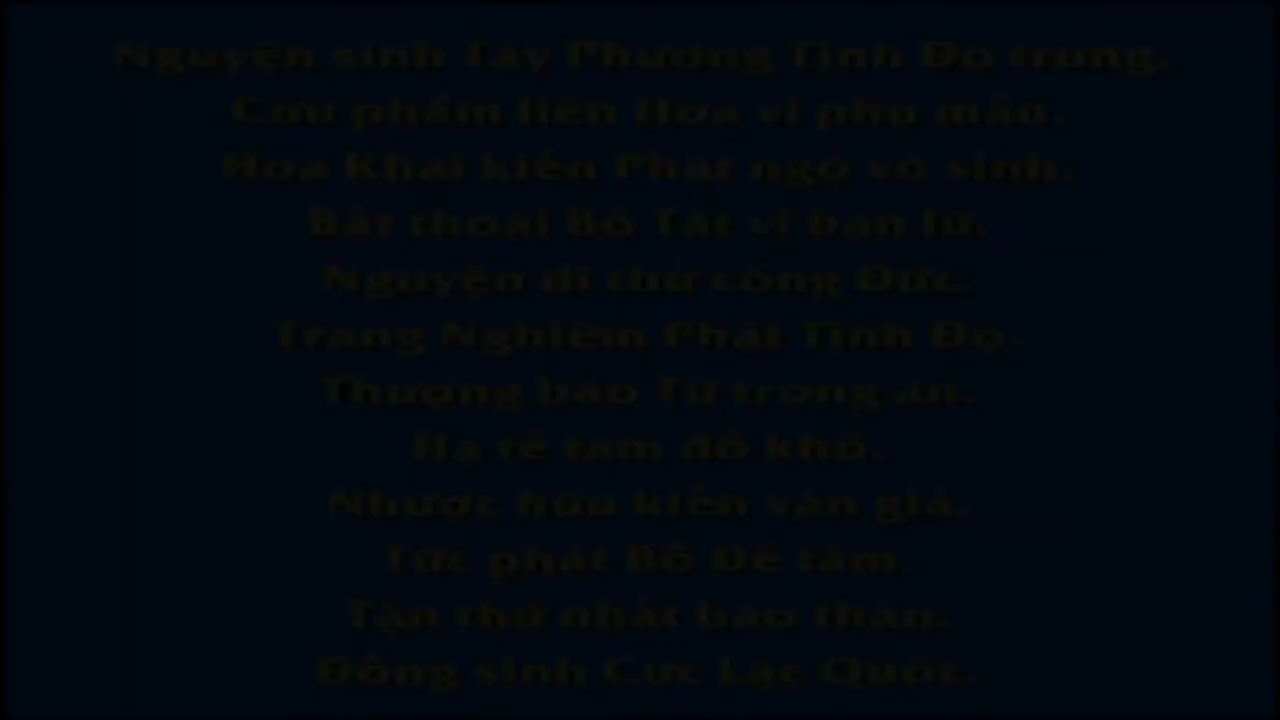 Nguyện sinh Tây Phương Tịnh Độ trung.
Cửu phẩm liên Hoa vi phụ mẫu.
Hoa Khai kiến Phật ngộ vô sinh.
Bất thoái Bồ Tát vi bạn lữ.
Nguyện dĩ thử công Đức.
Trang Nghiêm Phật Tịnh Độ.
Thượng báo Tứ trọng ân.
Hạ tế tam đồ khổ.
Nhược hữu kiến văn giả.
Tức phát Bồ Đề tâm.
Tận thử nhất báo thân.
Đồng sinh Cực Lạc Quốc.